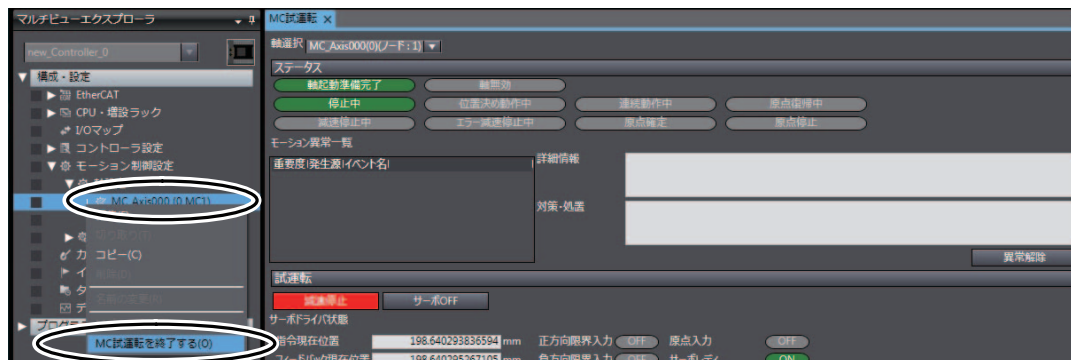 マルチビューエクスプローラ
new_Controller_0
構成・設定
EtherCAT
CPU・増設ラック
I/Oマップ
コントローラ設定
モーション制御設定
MC_Axis000 (0,MC1)
切り取り(T)
コピー(C)
削除(D)
名前の変更(R)
MC試運転を終了する(O)
MC試運転
軸選択 MC_Axis000(0)(ノード : 1)
ステータス
軸起動準備完了 軸無効
停止中 位置決め動作中 連続動作中 原点復帰中
減速停止中 エラー減速停止中 原点確定 原点停止
モーション異常一覧
重要度|発生源|イベント名|
詳細情報
対策・処置
異常解除
試運転
減速停止 サーボOFF
サーボドライバ状態
指令現在位置 198.640293836594 mm 正方向限界入力 OFF 原点入力 OFF
フィードバック現在位置 198.640295267105 mm 負方向限界入力 OFF サーボレディ ON